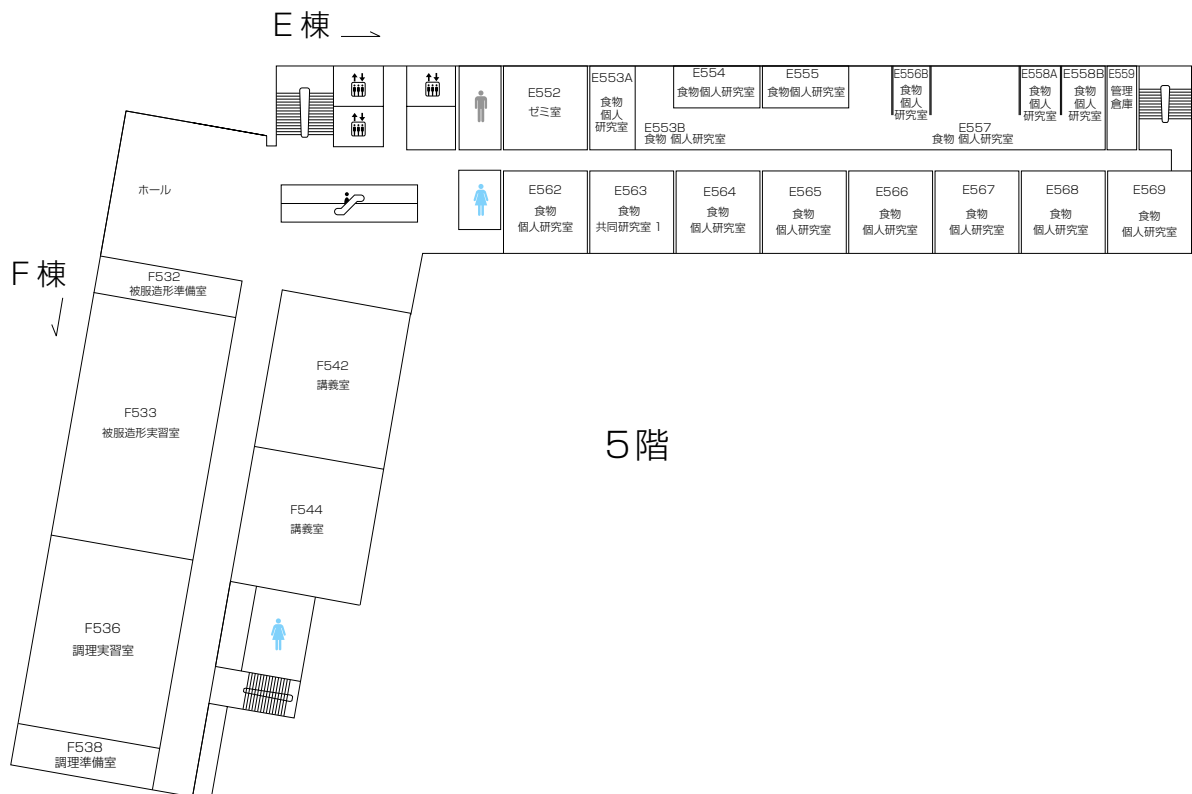 E棟
E552
ゼミ室
E553A
食物
個人
研究室
E553B
食物 個人研究室
E554
食物個人研究室
E555
食物個人研究室
E556B
食物
個人
研究室
E557
食物 個人研究室
E558A
食物
個人
研究室
E558B
食物
個人
研究室
E559
管理
倉庫
ホール
E562
食物
個人研究室
E563
食物
共同研究室 1
E564
食物
個人研究室
E565
食物
個人研究室
E566
食物
個人研究室
E567
食物
個人研究室
E568
食物
個人研究室
E569
食物
個人研究室
F棟
F532
被服造形準備室
F533
被服造形実習室
F542
講義室
5階
F544
講義室
F536
調理実習室
F538
調理準備室